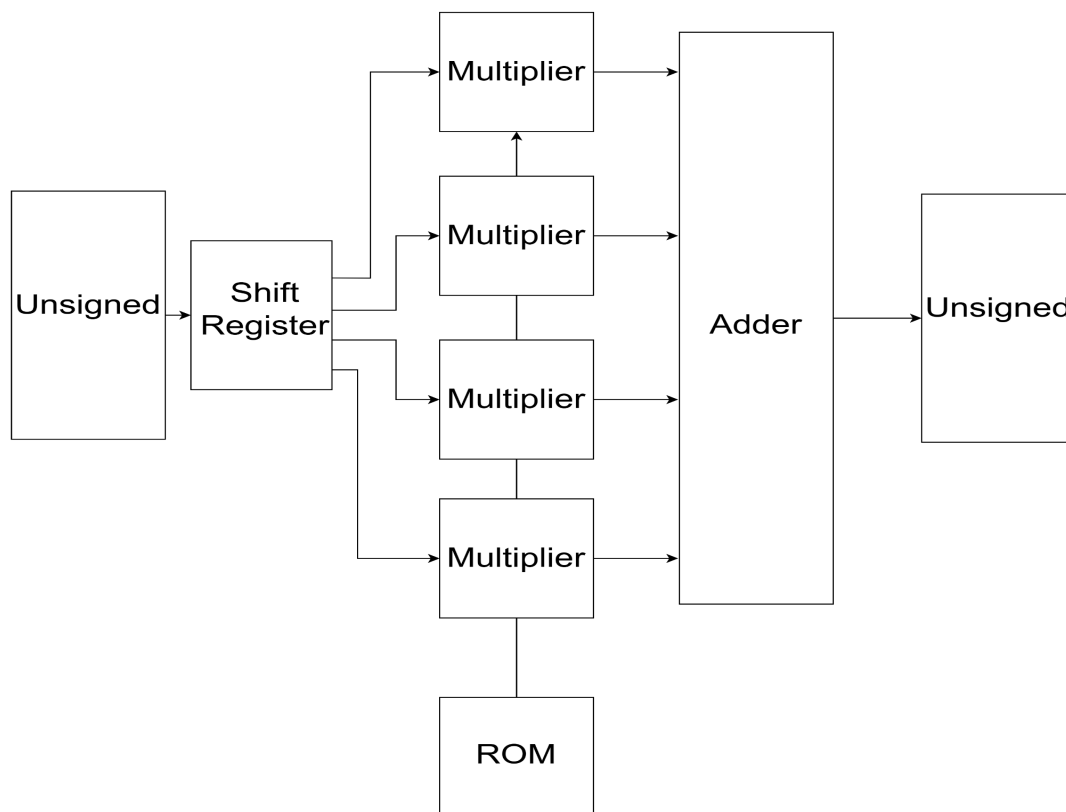 Multiplier
Multiplier
Unsigned
Shift
Register
Adder
Unsigned
Multiplier
Multiplier
ROM